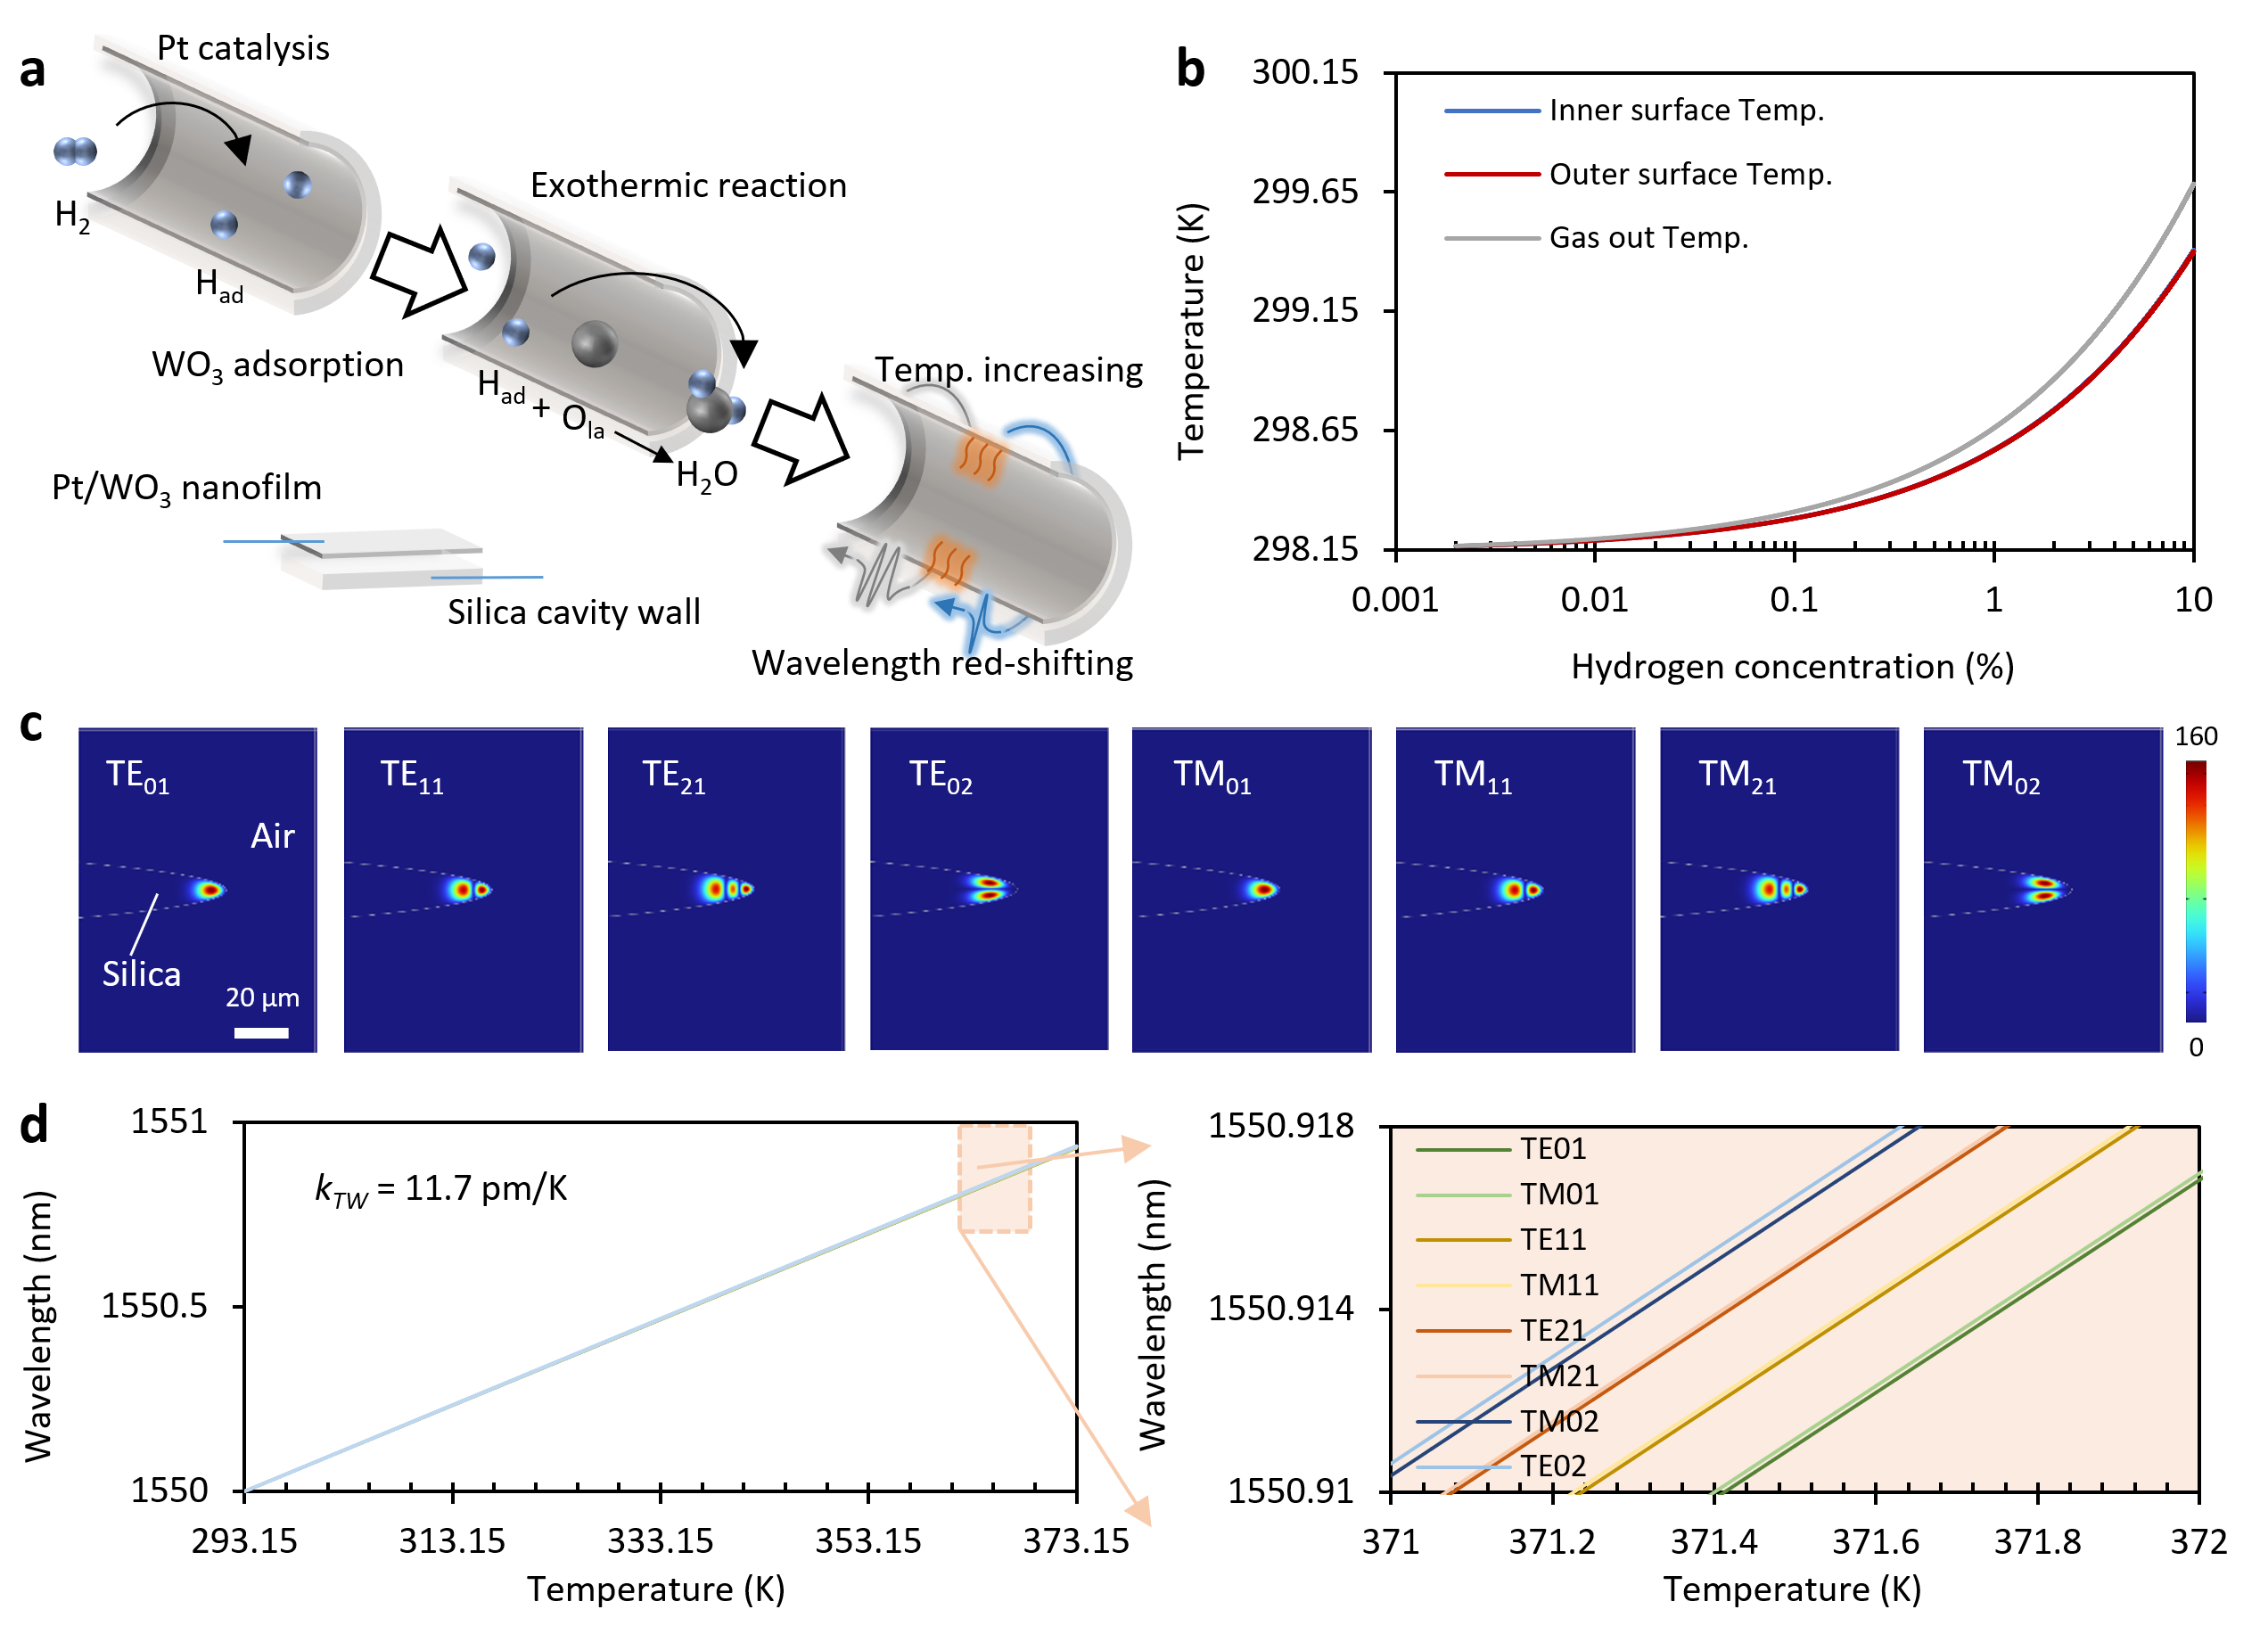 a
Pt catalysis
H2
Had
WO3 adsorption
Exothermic reaction
Had + Ola
H2O
Pt/WO3 nanofilm
Silica cavity wall
Temp. increasing
Wavelength red-shifting
b
Temperature (K)
300.15
299.65
299.15
298.65
298.15
Inner surface Temp.
Outer surface Temp.
Gas out Temp.
0.001 0.01 0.1 1 10
Hydrogen concentration (%)
c
TE01
Air
Silica
20 μm
TE11
TE21
TE02
TM01
TM11
TM21
TM02
160
0
d
Wavelength (nm)
1551
1550.5
1550
kTW = 11.7 pm/K
293.15 313.15 333.15 353.15 373.15
Temperature (K)
Wavelength (nm)
1550.918
1550.914
1550.91
TE01
TM01
TE11
TM11
TE21
TM21
TM02
TE02
371 371.2 371.4 371.6 371.8 372
Temperature (K)